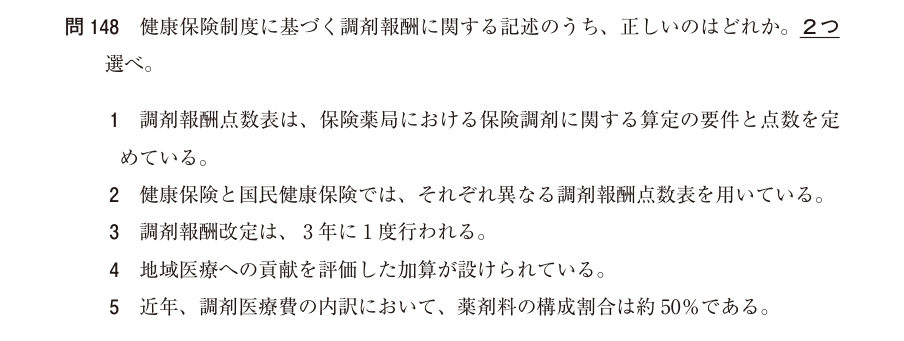 問 148　健康保険制度に基づく調剤報酬に関する記述のうち、正しいのはどれか。２つ
選べ。
1　調剤報酬点数表は、保険薬局における保険調剤に関する算定の要件と点数を定
めている。
2　健康保険と国民健康保険では、それぞれ異なる調剤報酬点数表を用いている。
3　調剤報酬改定は、３年に１度行われる。
4　地域医療への貢献を評価した加算が設けられている。
5　近年、調剤医療費の内訳において、薬剤料の構成割合は約 50％である。